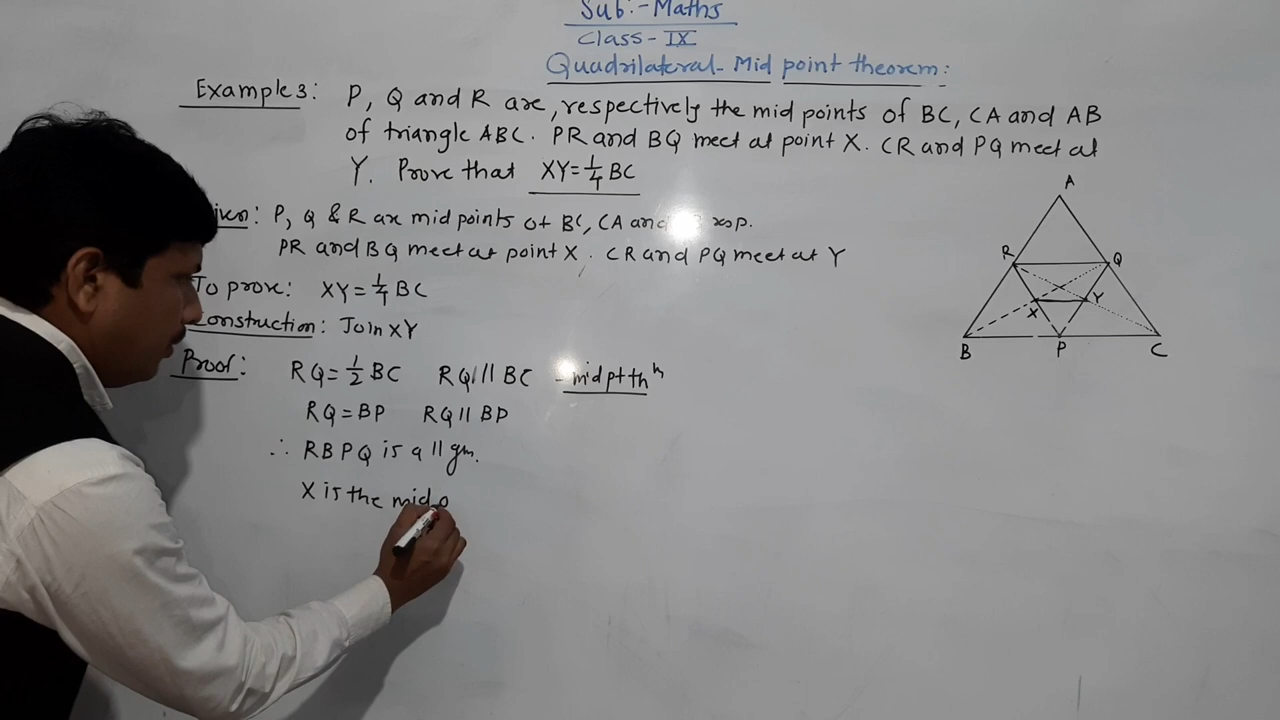 Sub:- Maths
Class - IX
Quadrilateral - Mid point theorem:
Example 3: P, Q and R are, respectively the mid points of BC, CA and AB
of triangle ABC. PR and BQ meet at point X. CR and PQ meet at
Y. Prove that XY = 1/4 BC
iven: P, Q & R are mid points of BC, CA and resp.
PR and BQ meet at point X. CR and PQ meet at Y
To prove: XY = 1/4 BC
Construction: Join XY
Proof: RQ = 1/2 BC RQ || BC - mid pt thm
RQ = BP RQ || BP
∴ RBPQ is a ||gm.
X is the mid
A
R Q
X Y
B P C